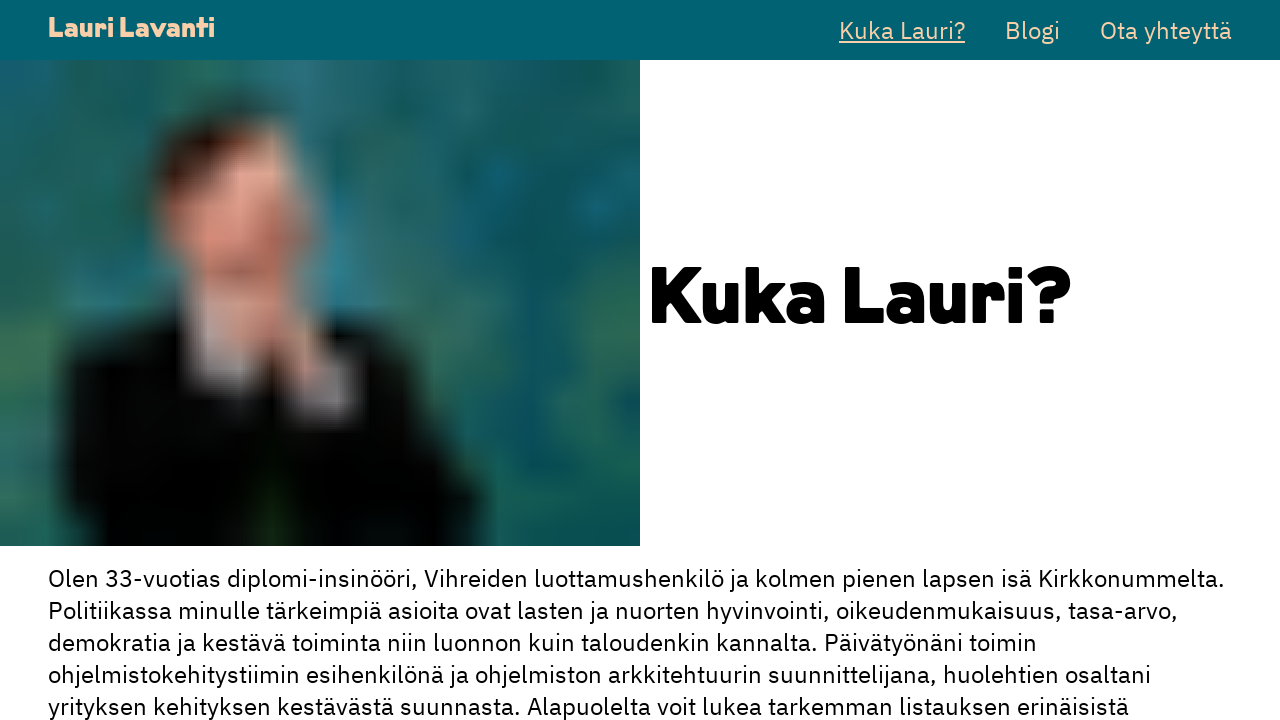 Lauri Lavanti
Kuka Lauri?
Blogi
Ota yhteyttä
Kuka Lauri?
Olen 33-vuotias diplomi-insinööri, Vihreiden luottamushenkilö ja kolmen pienen lapsen isä Kirkkonummelta.
Politiikassa minulle tärkeimpiä asioita ovat lasten ja nuorten hyvinvointi, oikeudenmukaisuus, tasa-arvo,
demokratia ja kestävä toiminta niin luonnon kuin taloudenkin kannalta. Päivätyönäni toimin
ohjelmistokehitystiimin esihenkilönä ja ohjelmiston arkkitehtuurin suunnittelijana, huolehtien osaltani
yrityksen kehityksen kestävästä suunnasta. Alapuolelta voit lukea tarkemman listauksen erinäisistä